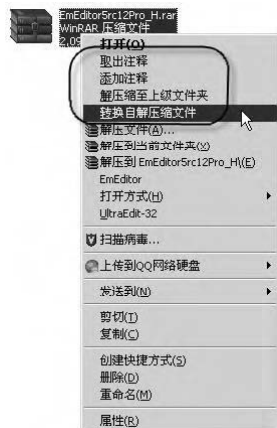 EmEditor5rc12Pro_H.rar
WinRAR 压缩文件
2,09
打开(O)
取出注释
添加注释
解压缩至上级文件夹
转换自解压缩文件
解压文件(A)...
解压到当前文件夹(X)
解压到 EmEditor5rc12Pro_H\(E)
EmEditor
打开方式(H)
UltraEdit-32
扫描病毒...
上传到QQ网络硬盘
发送到(N)
剪切(T)
复制(C)
创建快捷方式(S)
删除(D)
重命名(M)
属性(R)